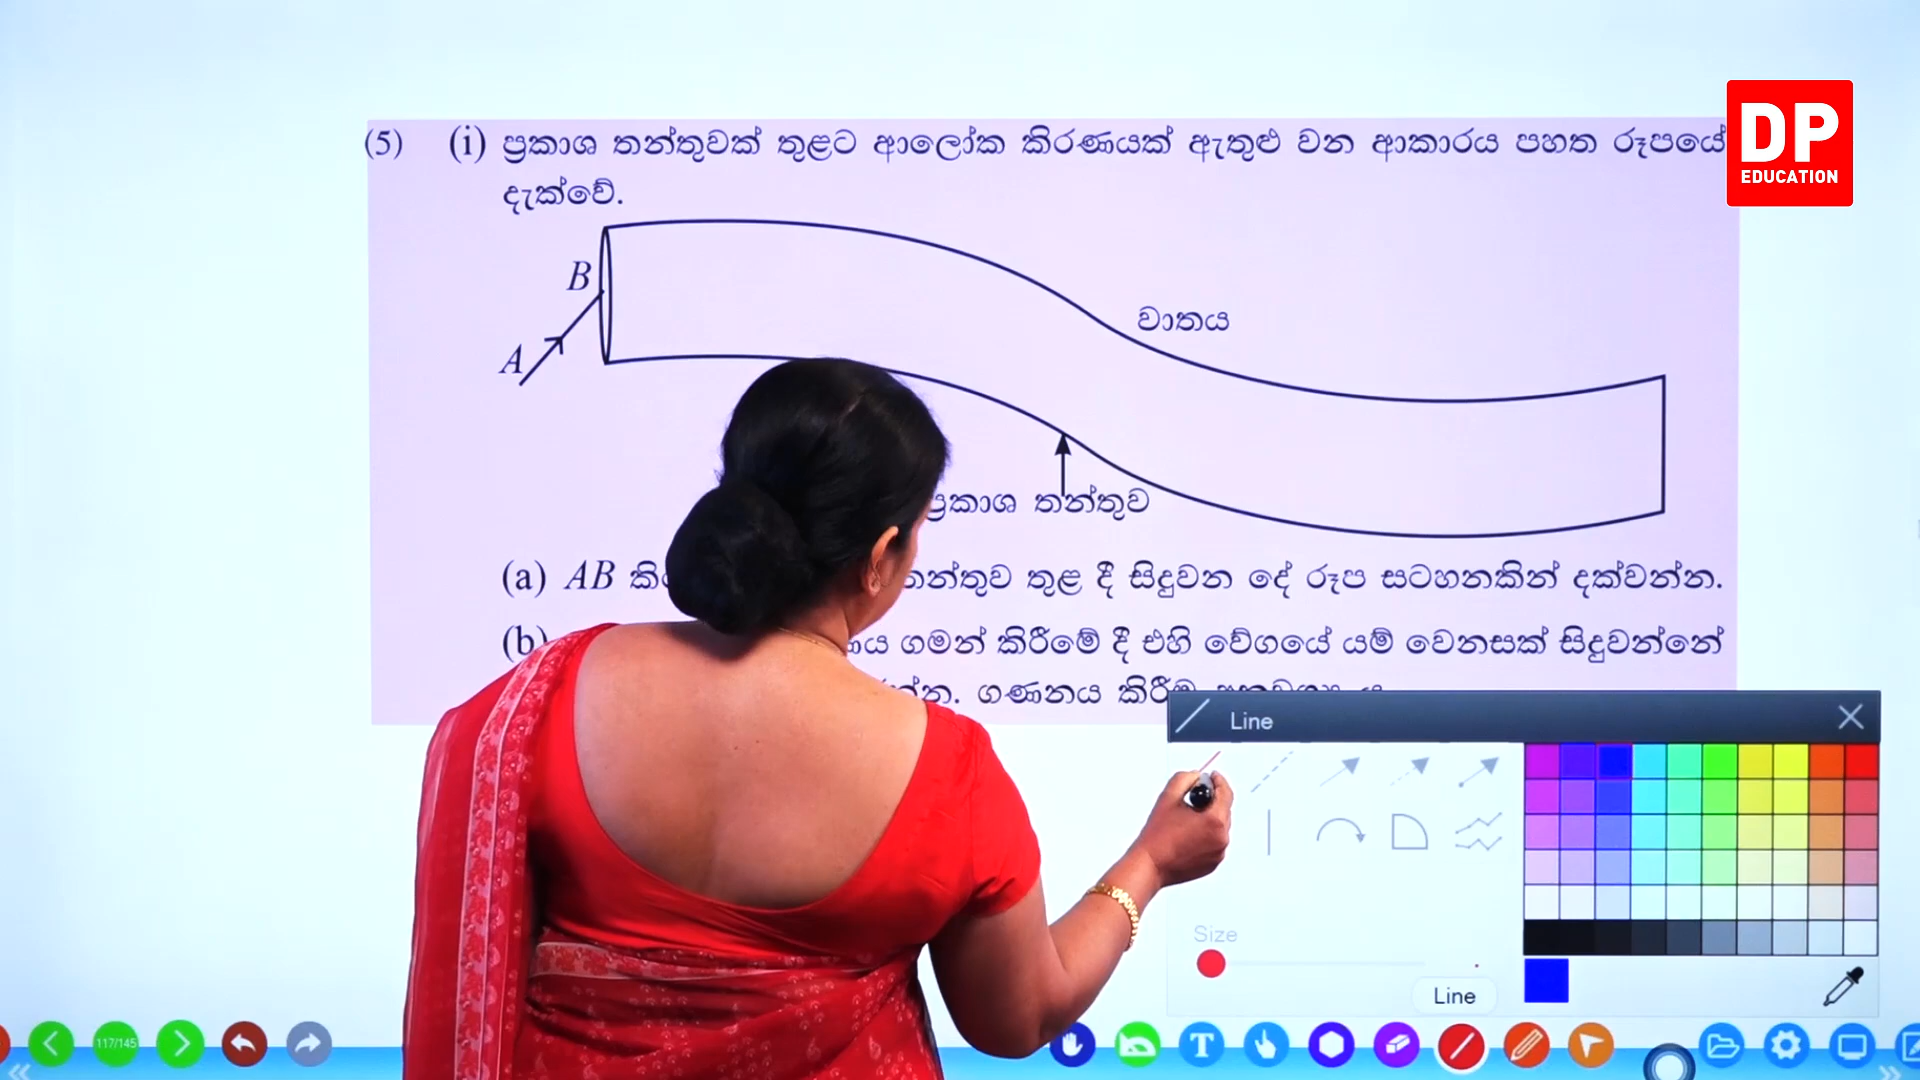 DP
EDUCATION
(5) (i) ප්‍රකාශ තන්තුවක් තුළට ආලෝක කිරණයක් ඇතුළු වන ආකාරය පහත රූපයේ
දැක්වේ.
B
A
වාතය
ප්‍රකාශ තන්තුව
(a) AB තන්තුව තුළ දී සිදුවන දේ රූප සටහනකින් දක්වන්න.
(b) ගමන් කිරීමේ දී එහි වේගයේ යම් වෙනසක් සිදුවන්නේ
ගණනය
Line
Size
Line
117/145
T